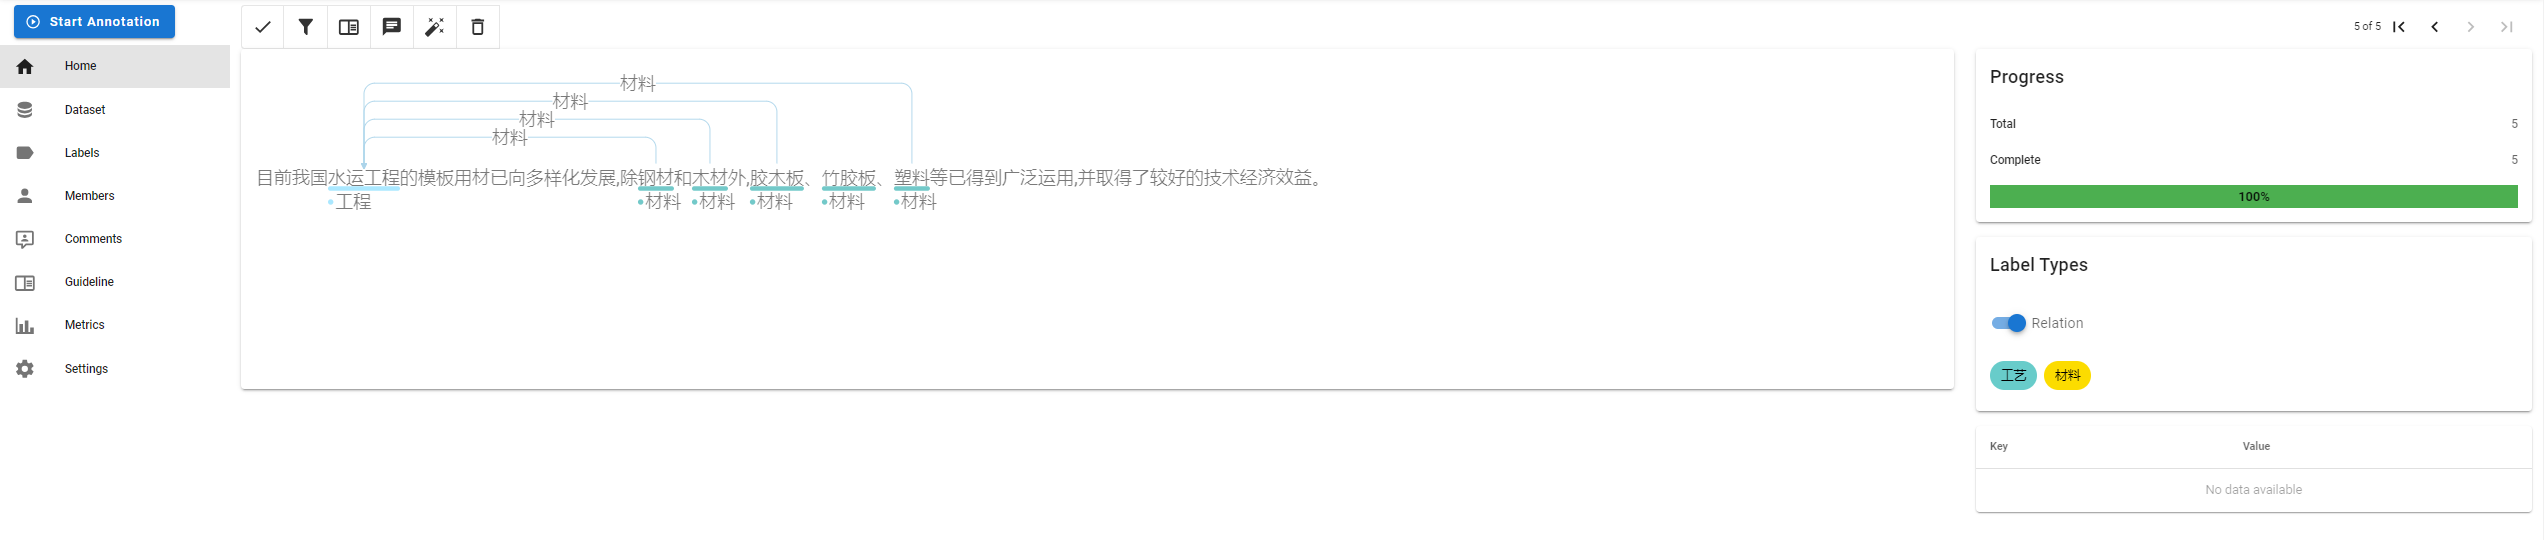 Start Annotation
5 of 5
Home
Dataset
Labels
Members
Comments
Guideline
Metrics
Settings
材料
材料
材料
材料
目前我国水运工程的模板用材已向多样化发展,除钢材和木材外,胶木板、竹胶板、塑料等已得到广泛运用,并取得了较好的技术经济效益。
工程 材料 材料 材料 材料 材料
Progress
Total 5
Complete 5
100%
Label Types
Relation
工艺 材料
Key Value
No data available